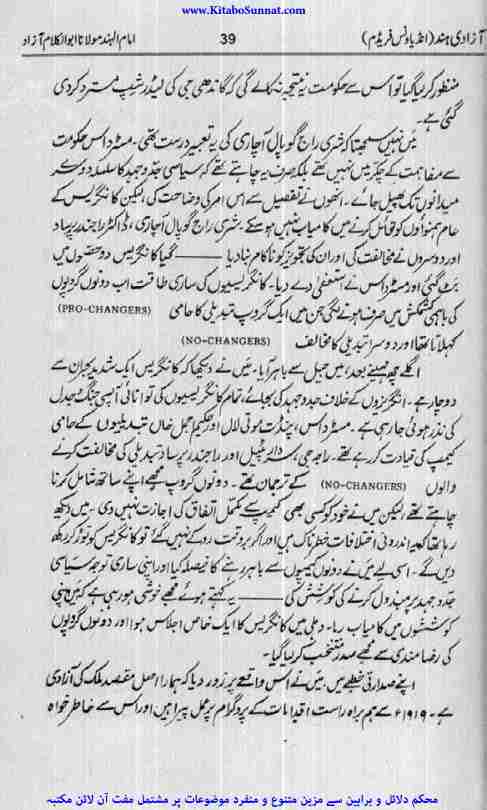 www.KitaboSunnat.com
آزادی ہند (انڈیا ونس فریڈم) 39 امام الہند مولانا ابوالکلام آزاد
منظور کر لیا گیا تو اس سے حکومت یہ نتیجہ نکالے گی کہ گاندھی جی کی لیڈر شپ مسترد کر دی
گئی ہے۔
میں نہیں سمجھتا کہ شری راج گوپال آچاری کی یہ تعبیر درست تھی۔ مسٹر داس حکومت
سے مفاہمت کے چکر میں نہیں تھے بلکہ صرف یہ چاہتے تھے کہ سیاسی جدوجہد کا سلسلہ دوسرے
میدانوں تک پھیل جائے۔ انھوں نے تفصیل سے اس امر کی وضاحت کی، لیکن کانگریس کے
عام ہمنواؤں کو قائل کرنے میں کامیاب نہیں ہو سکے۔ شری راج گوپال آچاری، ڈاکٹر راجندر پرساد
اور دوسروں نے مخالفت کی اور ان کی تجویز کو ناکام بنا دیا —— گیا کانگریس دو حصوں میں
بٹ گئی اور مسٹر داس نے استعفیٰ دے دیا۔ کانگریسیوں کی ساری طاقت اب دونوں گروپوں
کی باہمی کشمکش میں صرف ہونے لگی جن میں ایک گروپ تبدیلی کا حامی (PRO-CHANGERS)
کہلاتا تھا اور دوسرا تبدیلی کا مخالف (NO-CHANGERS)
اگلے چھ مہینے بعد، میں جیل سے باہر آیا۔ میں نے دیکھا کہ کانگریس ایک شدید بحران سے
دوچار ہے۔ انگریزوں کے خلاف جدوجہد کی بجائے، تمام کانگریسیوں کی توانائی آپسی جنگ و جدل
کی نذر ہوئی جا رہی ہے۔ مسٹر داس، پنڈت موتی لال اور حکیم اجمل خاں تبدیلیوں کے حامی
کیمپ کی قیادت کر رہے تھے۔ راجہ جی، سردار پٹیل اور راجندر پرساد تبدیلی کی مخالفت کرنے
والوں (NO-CHANGERS) کے ترجمان تھے۔ دونوں گروپ مجھے اپنے ساتھ شامل کرنا
چاہتے تھے لیکن میں نے خود کو کسی بھی کیمپ سے مکمل اتفاق کی اجازت نہیں دی۔ میں دیکھ
رہا تھا کہ یہ اندرونی اختلافات خطرناک ہیں اور اگر بروقت روکے نہیں گئے تو کانگریس کو توڑ کر رکھ
دیں گے۔ اسی لیے میں نے دونوں کیمپوں سے باہر رہنے کا فیصلہ کیا اور اپنی ساری توجہ سیاسی
جدوجہد پر مبذول کرنے کی کوشش کی —— یہ کہتے ہوئے مجھے خوشی ہو رہی ہے کہ میں اپنی
کوششوں میں کامیاب رہا۔ دہلی میں کانگریس کا ایک خاص اجلاس ہوا اور دونوں گروپوں
کی رضامندی سے مجھے صدر منتخب کر لیا گیا۔
اپنے صدارتی خطبے میں، میں نے اس واقعے پر زور دیا کہ ہمارا اصل مقصد ملک کی آزادی
ہے۔ ۱۹۱۹ء سے ہم براہ راست اقدامات کے پروگرام پر عمل پیرا ہیں اور اس سے خاطر خواہ
محکم دلائل و براہین سے مزین متنوع و منفرد موضوعات پر مشتمل مفت آن لائن مکتبہ